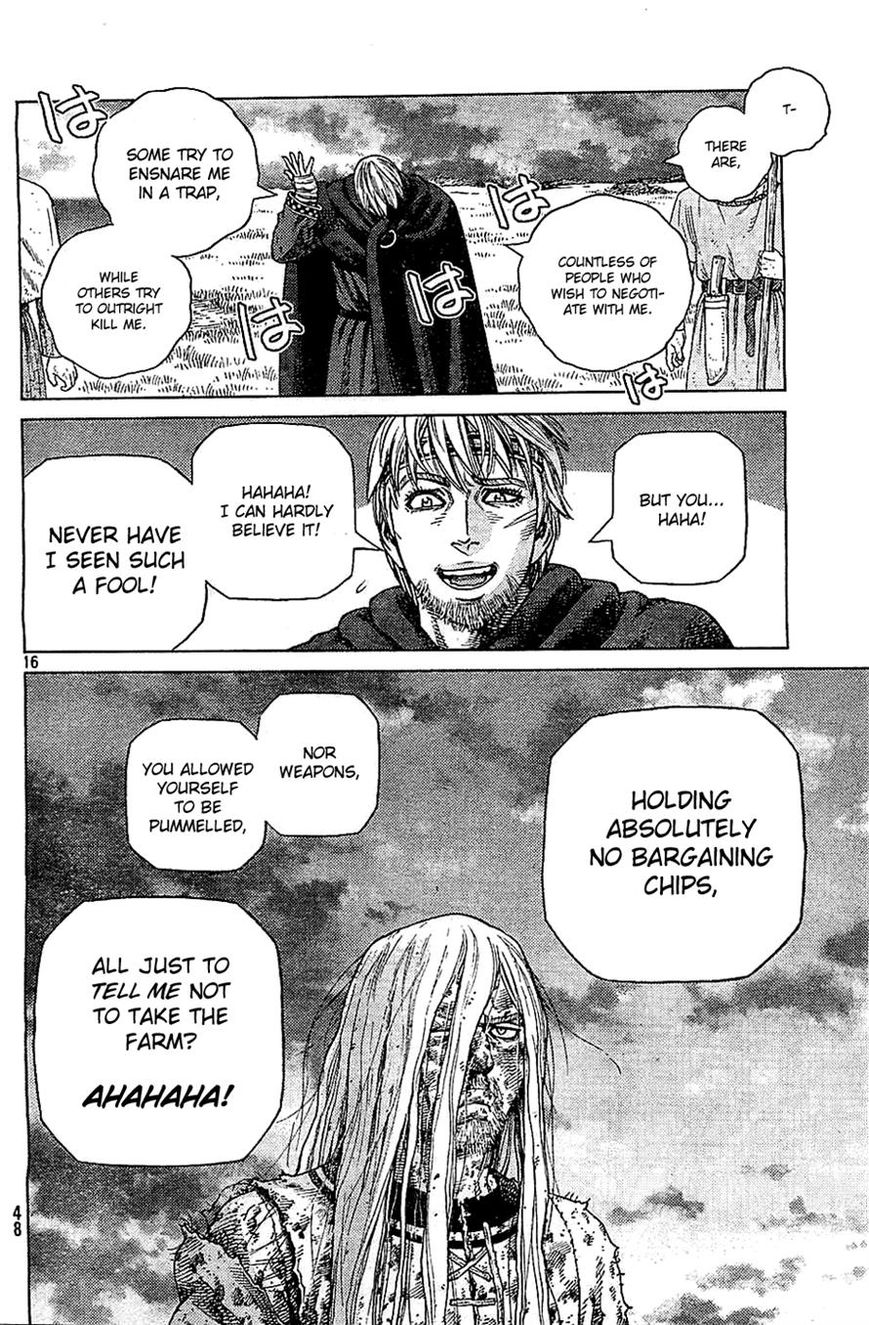 T-
THERE
ARE,
COUNTLESS OF
PEOPLE WHO
WISH TO NEGOTI-
ATE WITH ME.
SOME TRY TO
ENSNARE ME
IN A TRAP,
WHILE
OTHERS TRY
TO OUTRIGHT
KILL ME.
は
は
は
は
は
BUT YOU...
HAHA!
HAHAHA!
I CAN HARDLY
BELIEVE IT!
NEVER HAVE
I SEEN SUCH
A FOOL!
16
HOLDING
ABSOLUTELY
NO BARGAINING
CHIPS,
NOR
WEAPONS,
YOU ALLOWED
YOURSELF
TO BE
PUMMELLED,
ALL JUST TO
TELL ME NOT
TO TAKE THE
FARM?
AHAHAHA!
48